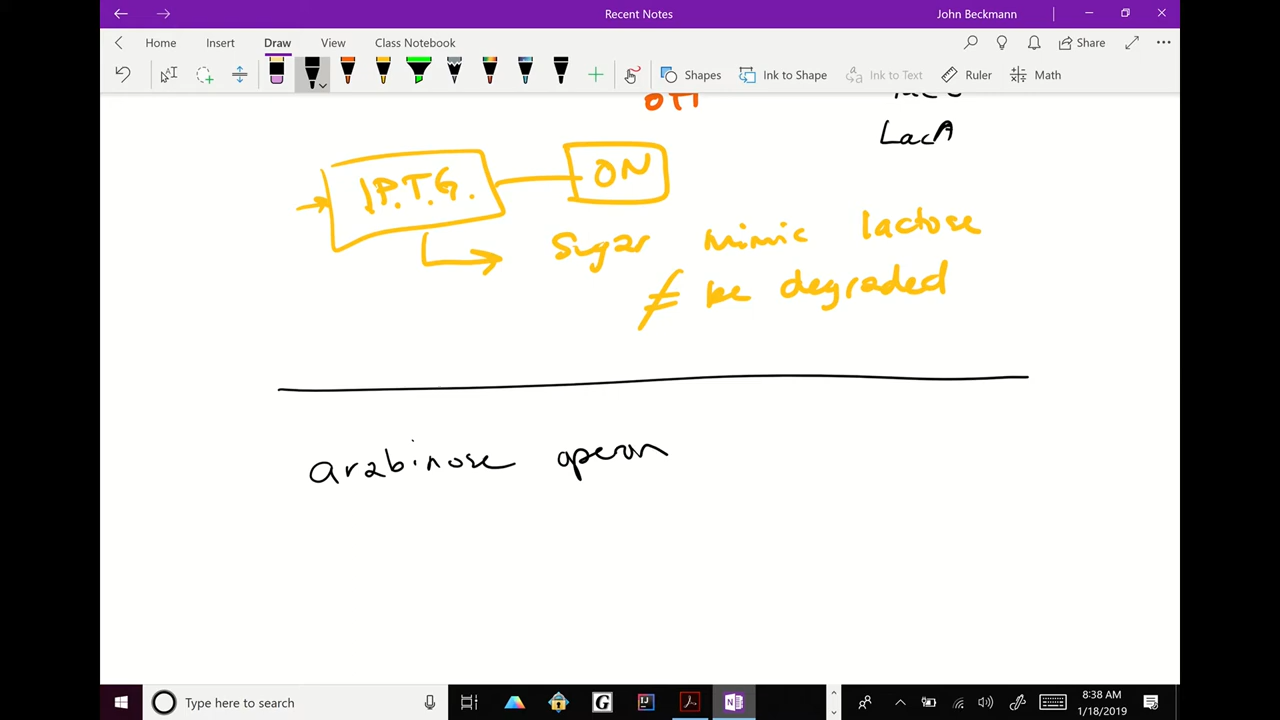 Recent Notes
John Beckmann
Home Insert Draw View Class Notebook
Share
Shapes
Ink to Shape
Ink to Text
Ruler
Math
off
LacA
I.P.T.G.
ON
Sugar mimic lactose
≠ be degraded
arabinose operon
Type here to search
8:38 AM
1/18/2019